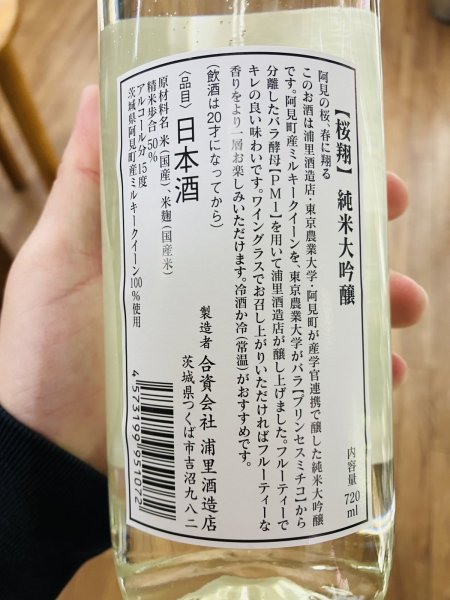 【桜翔】 純米大吟醸
阿見の桜、春に翔る
このお酒は浦里酒造店・東京農業大学・阿見町が産学官連携で醸した純米大吟醸
です。阿見町産ミルキークイーンを、東京農業大学がバラ【プリンセスミチコ】から
分離したバラ酵母【PM1】を用いて浦里酒造店が醸し上げました。フルーティーで
キレの良い味わいです。ワイングラスでお召し上がりいただければフルーティーな
香りをより一層お楽しみいただけます。冷酒か冷(常温)がおすすめです。
内容量 720ml
(飲酒は20才になってから)
〈品目〉 日本酒
原材料名 米(国産)、米麹(国産米)
精米歩合 50%
アルコール分 15度
茨城県阿見町産ミルキークイーン100%使用
製造者 合資会社 浦里酒造店
茨城県つくば市吉沼九八二
4573199951072